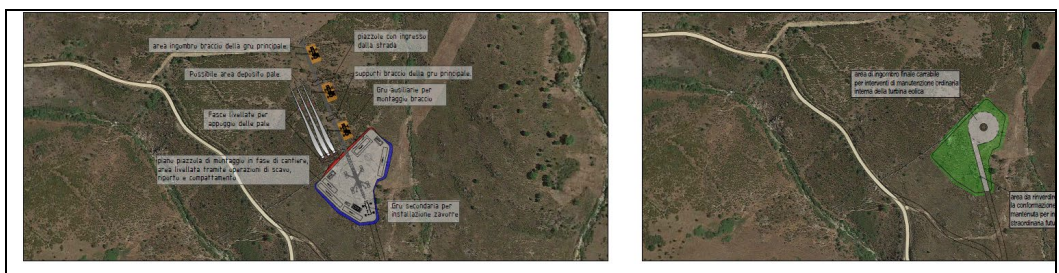 area ingombro braccio della gru principale
piazzole con ingresso
dalla strada
Possibile area deposito pale
supporti braccio della gru principale
Gru ausiliarie per
montaggio braccio
Fasce livellate per
appoggio delle pale
piano piazzola di montaggio in fase di cantiere,
area livellata tramite operazioni di scavo,
riporto e compattamento
Gru secondaria per
installazione zavorre
area di ingombro finale carrabile
per interventi di manutenzione ordinaria
interna della turbina eolica
area da rinverdire
la conformazione
mantenuta per in
straordinaria futu